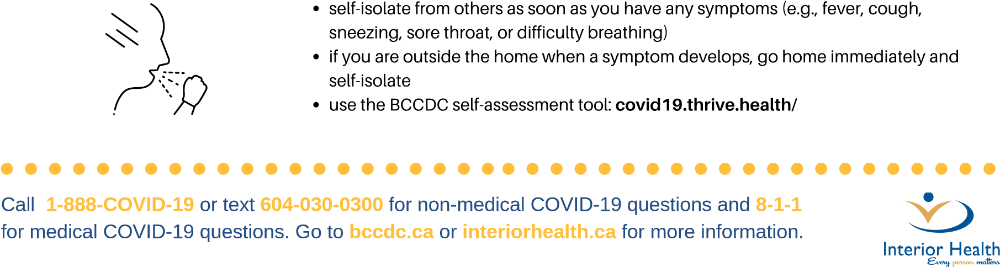 • self-isolate from others as soon as you have any symptoms (e.g., fever, cough,
sneezing, sore throat, or difficulty breathing)
• if you are outside the home when a symptom develops, go home immediately and
self-isolate
• use the BCCDC self-assessment tool: covid19.thrive.health/
Call 1-888-COVID-19 or text 604-030-0300 for non-medical COVID-19 questions and 8-1-1
for medical COVID-19 questions. Go to bccdc.ca or interiorhealth.ca for more information.
Interior Health
Every person matters